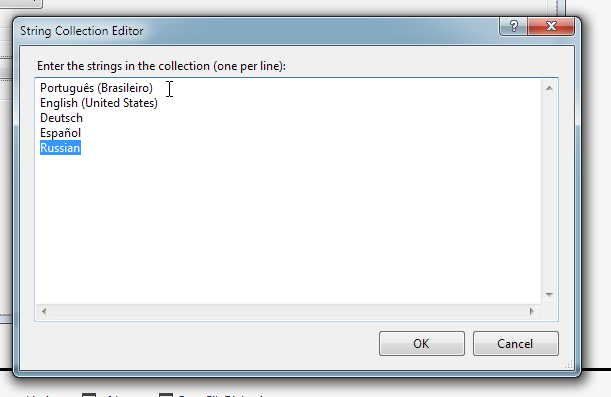 String Collection Editor
?
Enter the strings in the collection (one per line):
Português (Brasileiro)
English (United States)
Deutsch
Español
Russian
OK
Cancel